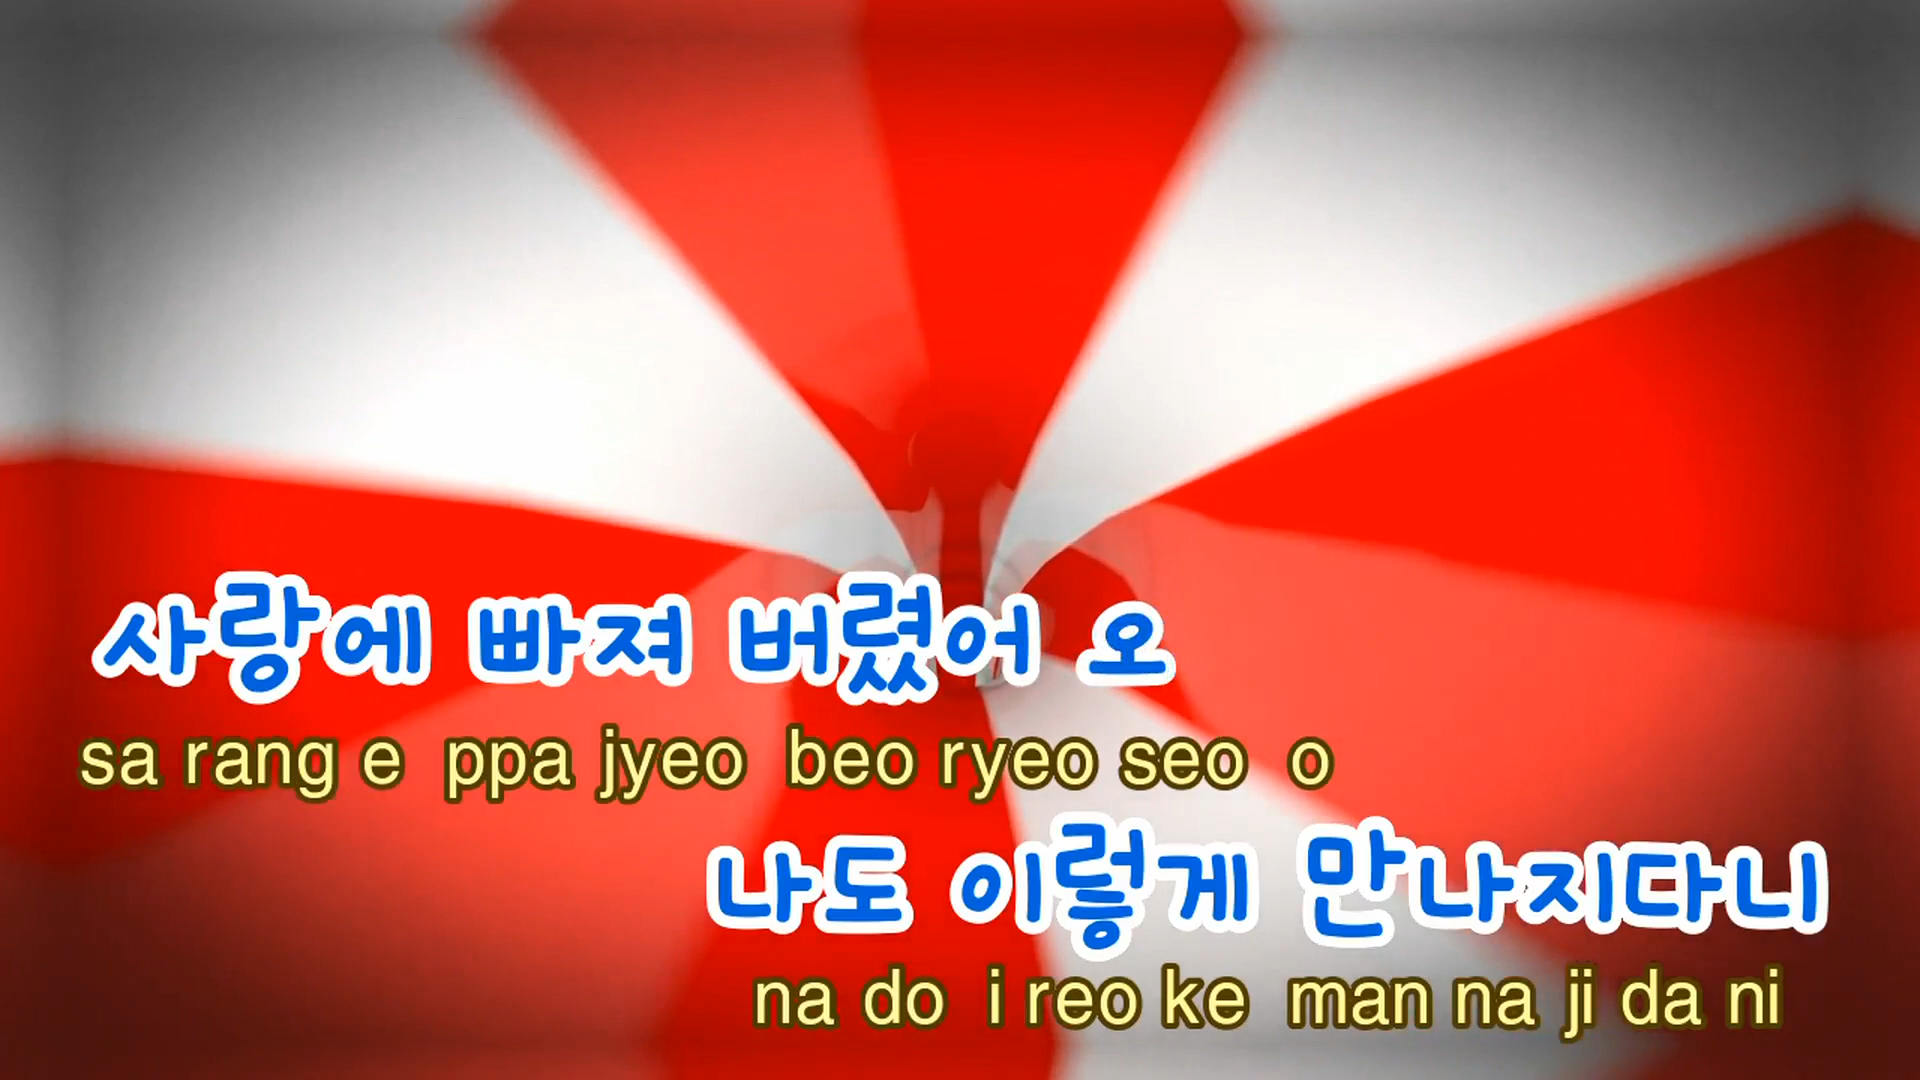 사랑에 빠져 버렸어 오
sa rang e ppa jyeo beo ryeo seo o
나도 이렇게 만나지다니
na do i reo ke man na ji da ni